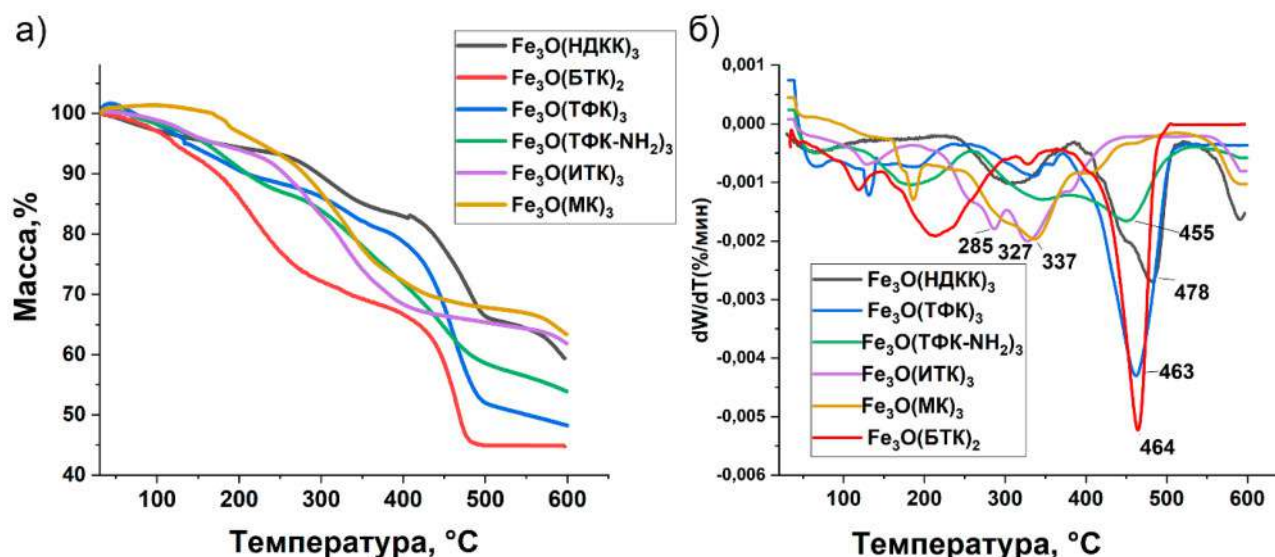 а)
Fe₃O(НДКК)₃
Fe₃O(БТК)₂
Fe₃O(ТФК)₃
Fe₃O(ТФК-NH₂)₃
Fe₃O(ИТК)₃
Fe₃O(МК)₃
Масса,%
100
90
80
70
60
50
40
100
200
300
400
500
600
Температура, °C
б)
0,001
0,000
-0,001
-0,002
-0,003
-0,004
-0,005
-0,006
dW/dT(%/мин)
285
327
337
455
478
463
464
Fe₃O(НДКК)₃
Fe₃O(ТФК)₃
Fe₃O(ТФК-NH₂)₃
Fe₃O(ИТК)₃
Fe₃O(МК)₃
Fe₃O(БТК)₂
100
200
300
400
500
600
Температура, °C